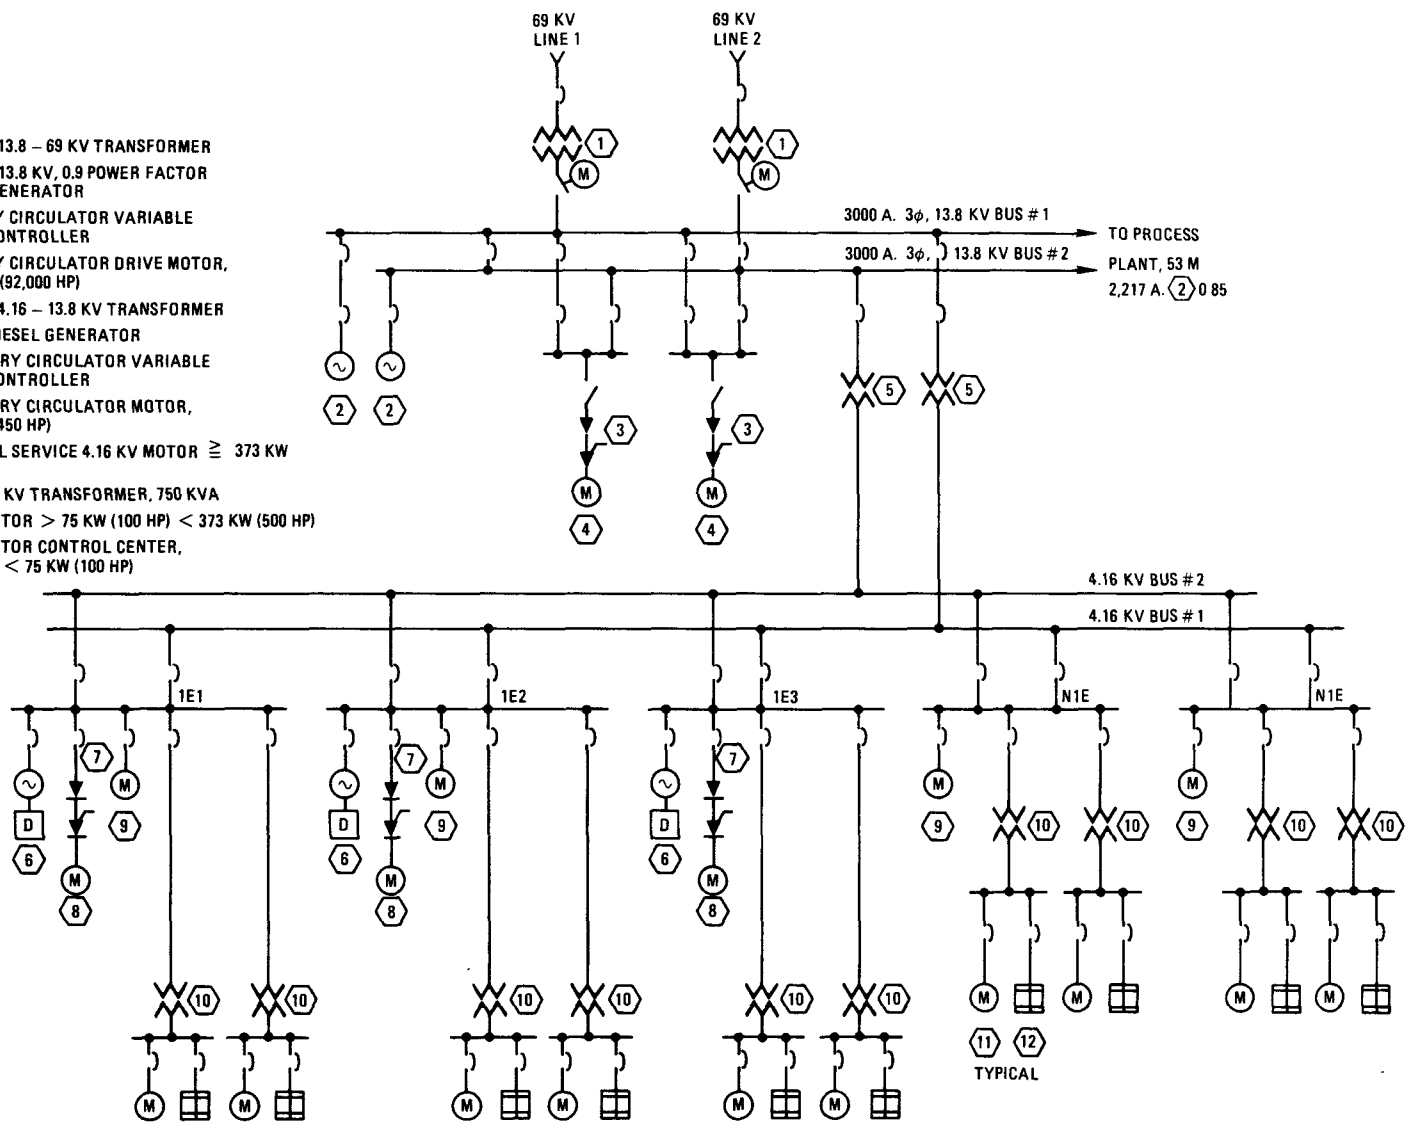 69 KV
LINE 1
69 KV
LINE 2
13.8 – 69 KV TRANSFORMER
13.8 KV, 0.9 POWER FACTOR
ENERATOR
Y CIRCULATOR VARIABLE
ONTROLLER
Y CIRCULATOR DRIVE MOTOR,
(92,000 HP)
4.16 – 13.8 KV TRANSFORMER
IESEL GENERATOR
RY CIRCULATOR VARIABLE
ONTROLLER
RY CIRCULATOR MOTOR,
450 HP)
L SERVICE 4.16 KV MOTOR ≧ 373 KW
KV TRANSFORMER, 750 KVA
TOR > 75 KW (100 HP) < 373 KW (500 HP)
TOR CONTROL CENTER,
< 75 KW (100 HP)
1 1
M M
3000 A. 3φ, 13.8 KV BUS #1
TO PROCESS
3000 A. 3φ, 13.8 KV BUS #2
PLANT, 53 M
2,217 A. 2 0 85
2 2
5 5
3 3
M M
4 4
4.16 KV BUS #2
4.16 KV BUS #1
1E1 1E2 1E3 N1E N1E
7 7 7
M M M M
D D D
9 9 9 9
10 10 10 10
6 6 6
M M M
8 8 8
10 10 10 10 10 10
M M M M
11 12
TYPICAL
M M M M M M